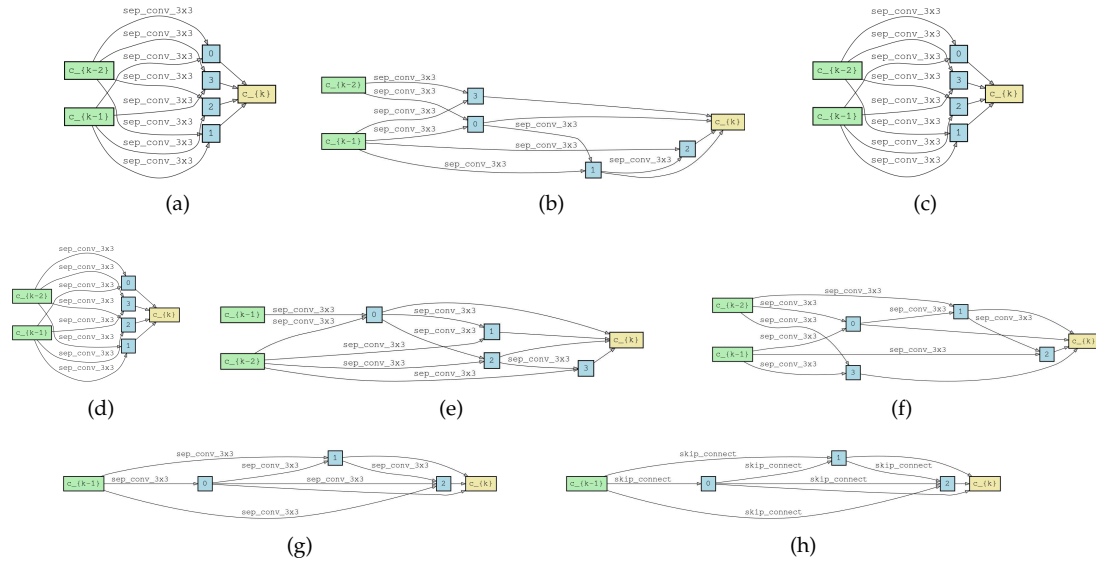 sep_conv_3x3
sep_conv_3x3
sep_conv_3x3
sep_conv_3x3
sep_conv_3x3
sep_conv_3x3
sep_conv_3x3
sep_conv_3x3
c_{k-2}
c_{k-1}
0
3
2
1
c_{k}
(a)
c_{k-2}
c_{k-1}
sep_conv_3x3
sep_conv_3x3
sep_conv_3x3
sep_conv_3x3
sep_conv_3x3
sep_conv_3x3
sep_conv_3x3
sep_conv_3x3
3
0
1
2
c_{k}
(b)
sep_conv_3x3
sep_conv_3x3
sep_conv_3x3
sep_conv_3x3
sep_conv_3x3
sep_conv_3x3
sep_conv_3x3
sep_conv_3x3
c_{k-2}
c_{k-1}
0
3
2
1
c_{k}
(c)
sep_conv_3x3
sep_conv_3x3
sep_conv_3x3
sep_conv_3x3
sep_conv_3x3
sep_conv_3x3
sep_conv_3x3
sep_conv_3x3
c_{k-2}
c_{k-1}
0
3
2
1
c_{k}
(d)
c_{k-1}
c_{k-2}
sep_conv_3x3
sep_conv_3x3
sep_conv_3x3
sep_conv_3x3
sep_conv_3x3
sep_conv_3x3
sep_conv_3x3
sep_conv_3x3
0
1
2
3
c_{k}
(e)
c_{k-2}
c_{k-1}
sep_conv_3x3
sep_conv_3x3
sep_conv_3x3
sep_conv_3x3
sep_conv_3x3
sep_conv_3x3
sep_conv_3x3
sep_conv_3x3
0
1
2
3
c_{k}
(f)
c_{k-1}
sep_conv_3x3
sep_conv_3x3
sep_conv_3x3
sep_conv_3x3
sep_conv_3x3
sep_conv_3x3
0
1
2
c_{k}
(g)
c_{k-1}
skip_connect
skip_connect
skip_connect
skip_connect
skip_connect
skip_connect
0
1
2
c_{k}
(h)